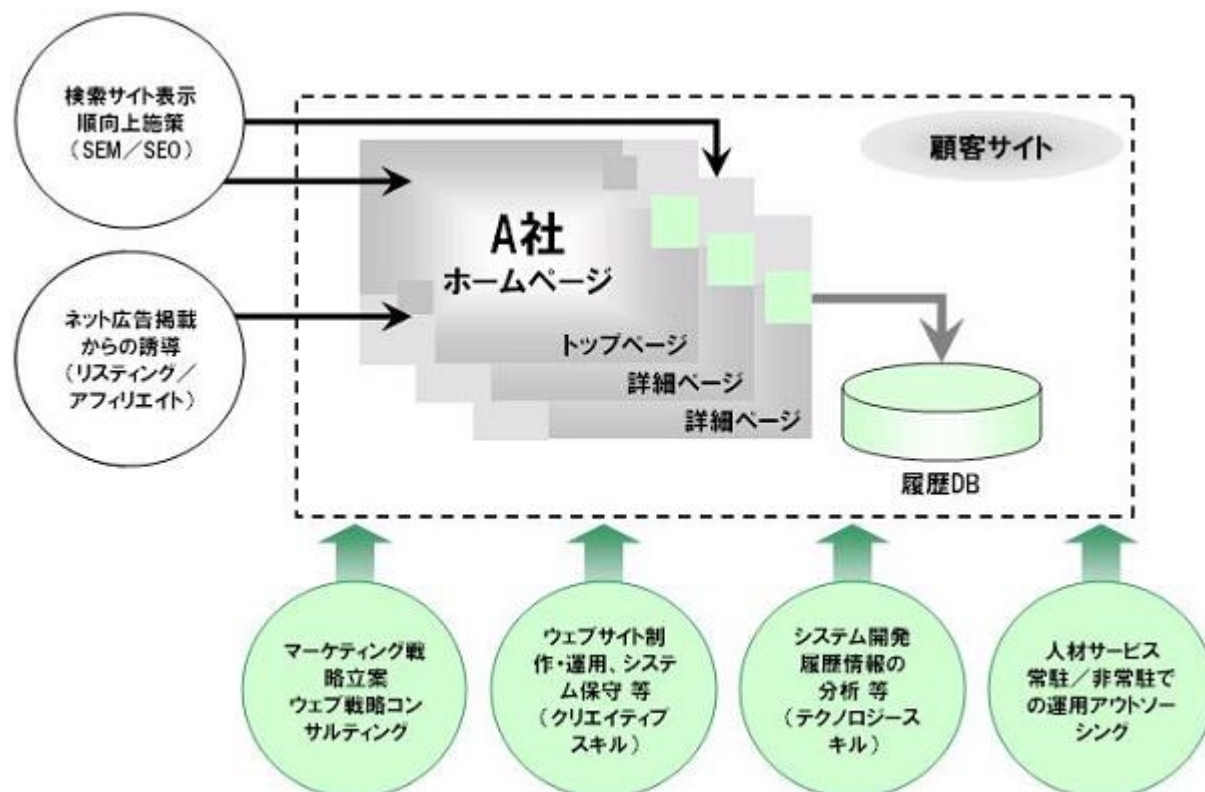 検索サイト表示
順向上施策
（SEM／SEO）
顧客サイト
A社
ホームページ
トップページ
詳細ページ
詳細ページ
ネット広告掲載
からの誘導
（リスティング／
アフィリエイト）
履歴DB
マーケティング戦
略立案
ウェブ戦略コン
サルティング
ウェブサイト制
作・運用、システ
ム保守 等
（クリエイティブ
スキル）
システム開発
履歴情報の
分析 等
（テクノロジース
キル）
人材サービス
常駐／非常駐で
の運用アウトソー
シング